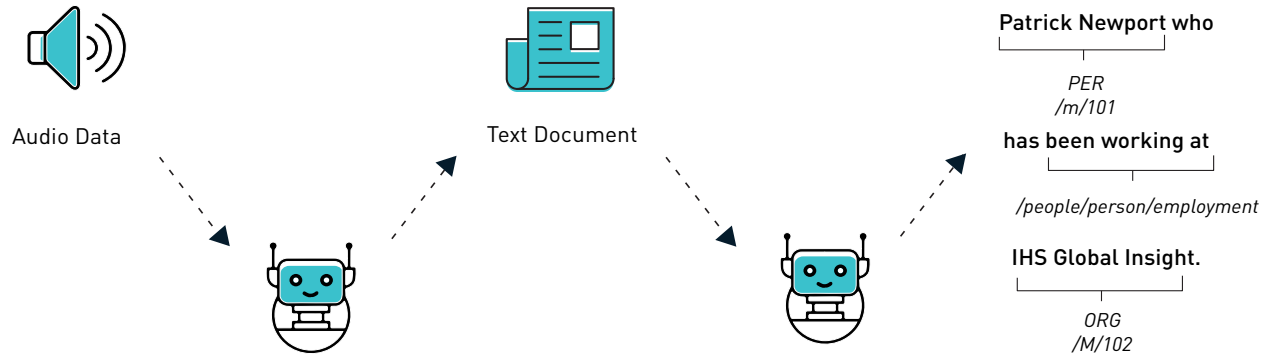 Audio Data
Text Document
Patrick Newport who
PER
/m/101
has been working at
/people/person/employment
IHS Global Insight.
ORG
/M/102